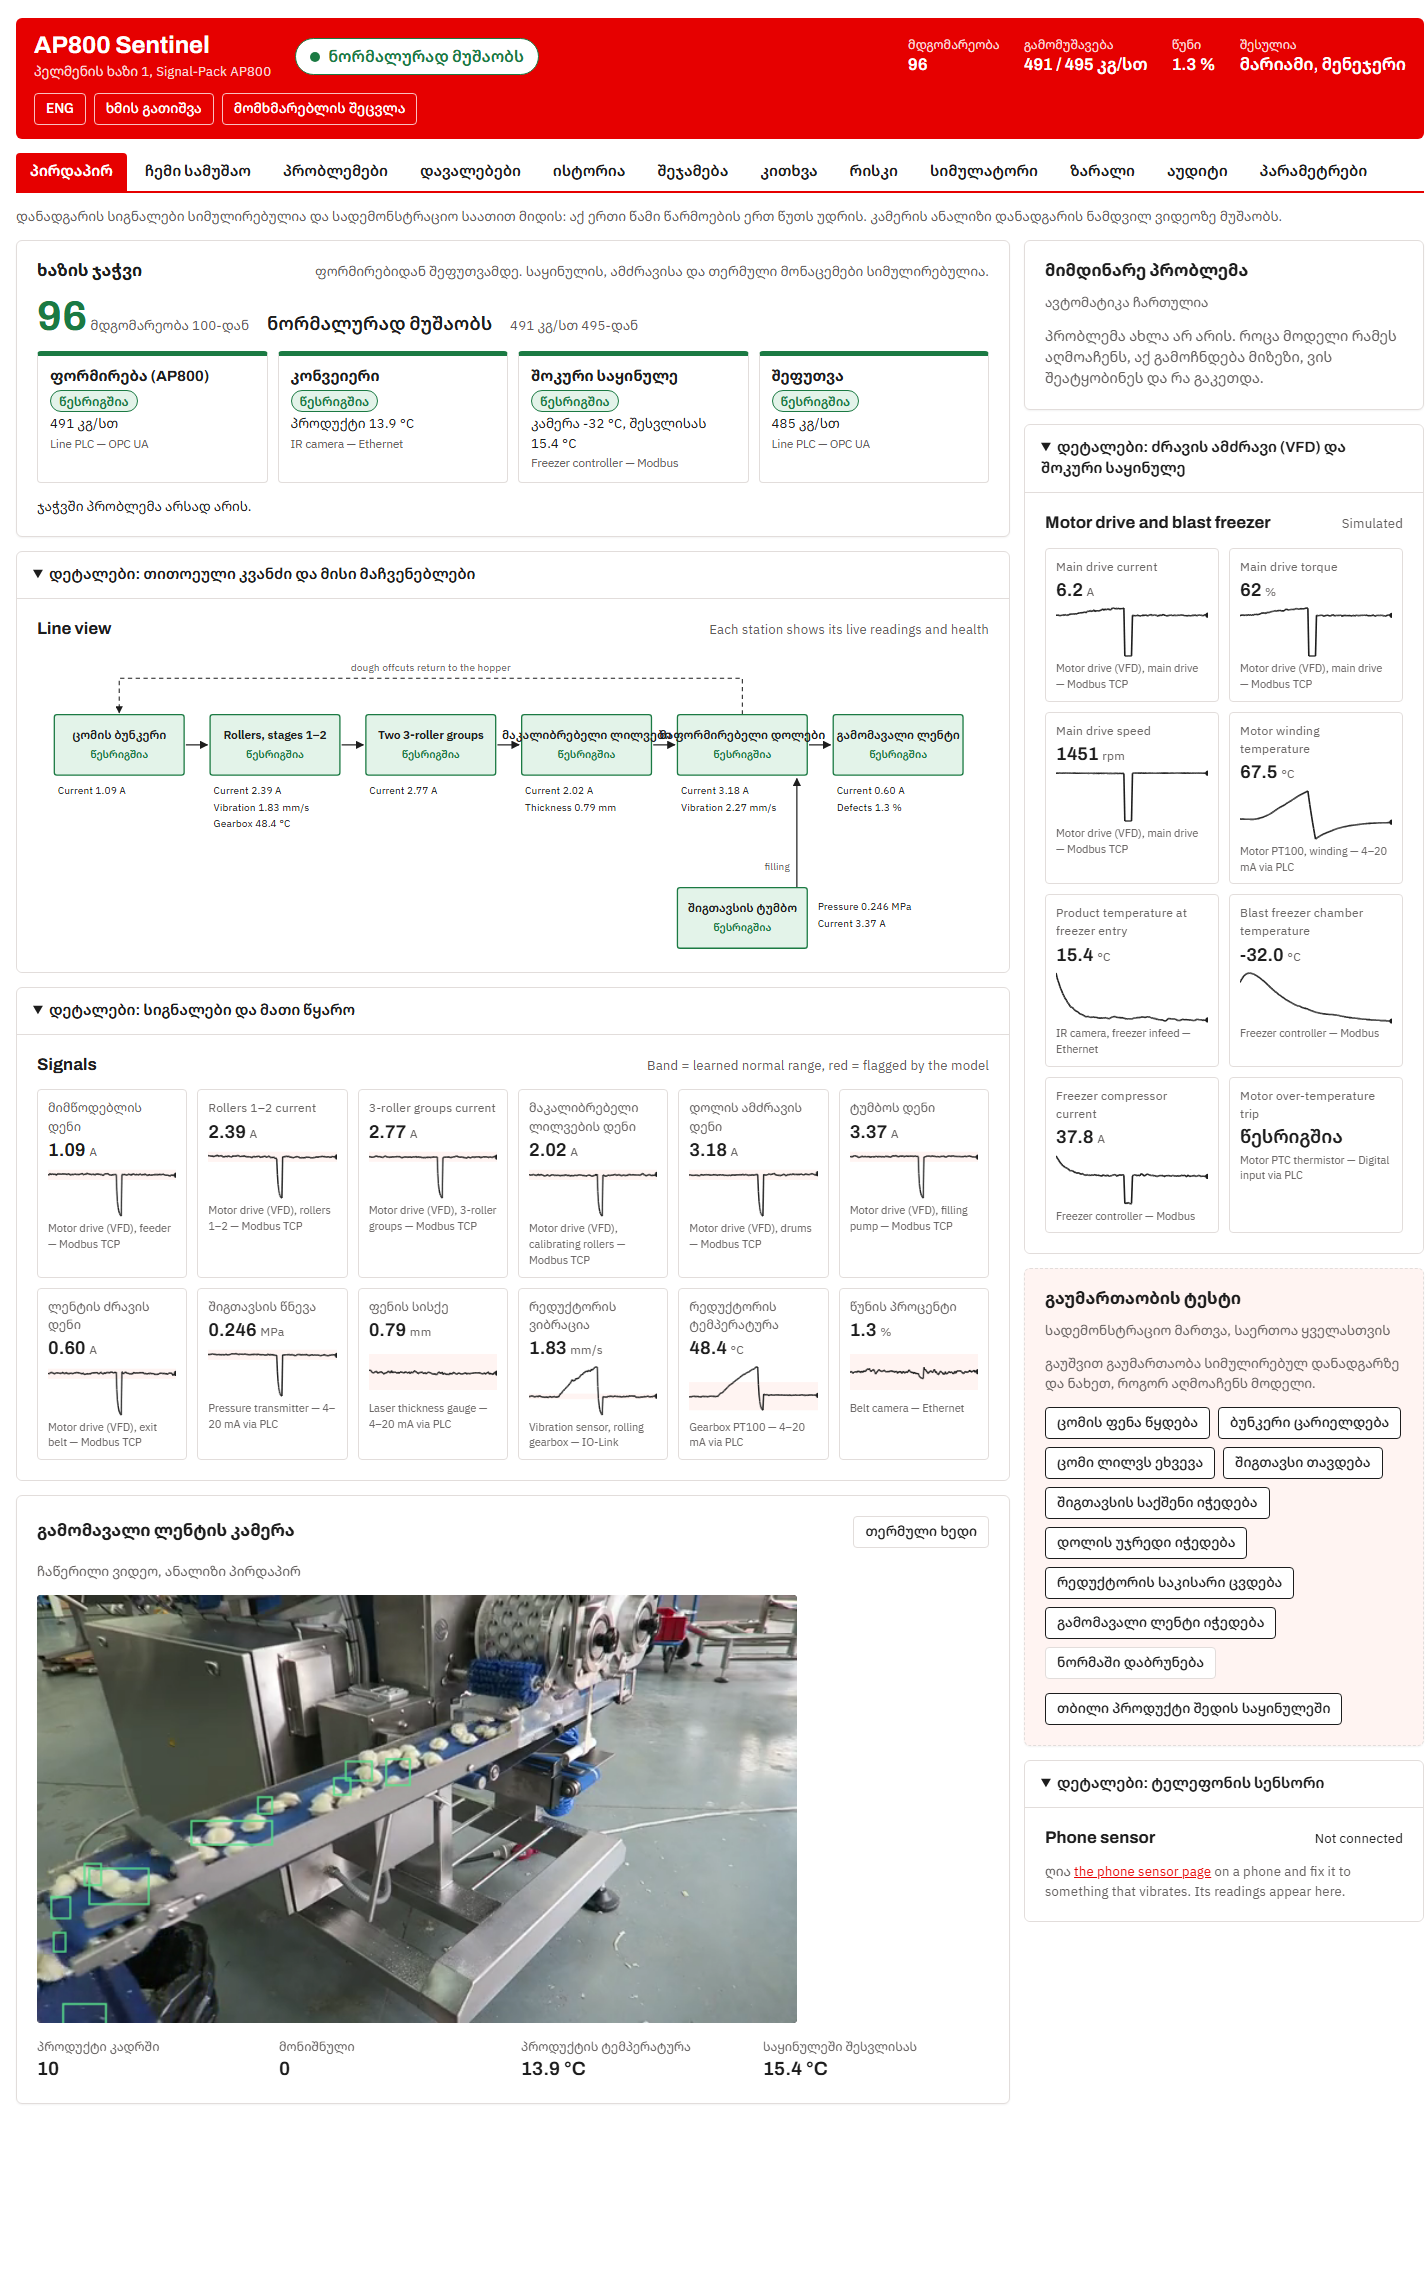 AP800 Sentinel
პელმენის ხაზი 1, Signal-Pack AP800
ნორმალურად მუშაობს
მდგომარეობა
96
გამომუშავება
491 / 495 კგ/სთ
წუნი
1.3 %
შესულია
მარიამი, მენეჯერი
ENG
ხმის გათიშვა
მომხმარებლის შეცვლა
პირდაპირ
ჩემი სამუშაო
პრობლემები
დავალებები
ისტორია
შეჯამება
კითხვა
რისკი
სიმულატორი
ზარალი
აუდიტი
პარამეტრები
დანადგარის სიგნალები სიმულირებულია და სადემონსტრაციო საათით მიდის: აქ ერთი წამი წარმოების ერთ წუთს უდრის. კამერის ანალიზი დანადგარის ნამდვილ ვიდეოზე მუშაობს.
ხაზის ჯაჭვი
ფორმირებიდან შეფუთვამდე. საყინულის, ამძრავისა და თერმული მონაცემები სიმულირებულია.
96 მდგომარეობა 100-დან
ნორმალურად მუშაობს
491 კგ/სთ 495-დან
ფორმირება (AP800)
წესრიგშია
491 კგ/სთ
Line PLC — OPC UA
კონვეიერი
წესრიგშია
პროდუქტი 13.9 °C
IR camera — Ethernet
შოკური საყინულე
წესრიგშია
კამერა -32 °C, შესვლისას
15.4 °C
Freezer controller — Modbus
შეფუთვა
წესრიგშია
485 კგ/სთ
Line PLC — OPC UA
ჯაჭვში პრობლემა არსად არის.
▼ დეტალები: თითოეული კვანძი და მისი მაჩვენებლები
Line view
Each station shows its live readings and health
dough offcuts return to the hopper
ცომის ბუნკერი
წესრიგშია
Current 1.09 A
Rollers, stages 1–2
წესრიგშია
Current 2.39 A
Vibration 1.83 mm/s
Gearbox 48.4 °C
Two 3-roller groups
წესრიგშია
Current 2.77 A
მაკალიბრებელი ლილვები
წესრიგშია
Current 2.02 A
Thickness 0.79 mm
მაფორმირებელი დოლები
წესრიგშია
Current 3.18 A
Vibration 2.27 mm/s
გამომავალი ლენტი
წესრიგშია
Current 0.60 A
Defects 1.3 %
filling
შიგთავსის ტუმბო
წესრიგშია
Pressure 0.246 MPa
Current 3.37 A
▼ დეტალები: სიგნალები და მათი წყარო
Signals
Band = learned normal range, red = flagged by the model
მიმწოდებლის
დენი
1.09 A
Motor drive (VFD), feeder
— Modbus TCP
Rollers 1–2 current
2.39 A
Motor drive (VFD), rollers
1–2 — Modbus TCP
3-roller groups current
2.77 A
Motor drive (VFD), 3-roller
groups — Modbus TCP
მაკალიბრებელი
ლილვების დენი
2.02 A
Motor drive (VFD),
calibrating rollers —
Modbus TCP
დოლის ამძრავის
დენი
3.18 A
Motor drive (VFD), drums
— Modbus TCP
ტუმბოს დენი
3.37 A
Motor drive (VFD), filling
pump — Modbus TCP
ლენტის ძრავის
დენი
0.60 A
Motor drive (VFD), exit
belt — Modbus TCP
შიგთავსის წნევა
0.246 MPa
Pressure transmitter — 4–
20 mA via PLC
ფენის სისქე
0.79 mm
Laser thickness gauge —
4–20 mA via PLC
რედუქტორის
ვიბრაცია
1.83 mm/s
Vibration sensor, rolling
gearbox — IO-Link
რედუქტორის
ტემპერატურა
48.4 °C
Gearbox PT100 — 4–20
mA via PLC
წუნის პროცენტი
1.3 %
Belt camera — Ethernet
გამომავალი ლენტის კამერა
თერმული ხედი
ჩაწერილი ვიდეო, ანალიზი პირდაპირ
პროდუქტი კადრში
10
მონიშნული
0
პროდუქტის ტემპერატურა
13.9 °C
საყინულეში შესვლისას
15.4 °C
მიმდინარე პრობლემა
ავტომატიკა ჩართულია
პრობლემა ახლა არ არის. როცა მოდელი რამეს
აღმოაჩენს, აქ გამოჩნდება მიზეზი, ვის
შეატყობინეს და რა გაკეთდა.
▼ დეტალები: ძრავის ამძრავი (VFD) და
შოკური საყინულე
Motor drive and blast freezer
Simulated
Main drive current
6.2 A
Motor drive (VFD), main drive
— Modbus TCP
Main drive torque
62 %
Motor drive (VFD), main drive
— Modbus TCP
Main drive speed
1451 rpm
Motor drive (VFD), main drive
— Modbus TCP
Motor winding
temperature
67.5 °C
Motor PT100, winding — 4–20
mA via PLC
Product temperature at
freezer entry
15.4 °C
IR camera, freezer infeed —
Ethernet
Blast freezer chamber
temperature
-32.0 °C
Freezer controller — Modbus
Freezer compressor
current
37.8 A
Freezer controller — Modbus
Motor over-temperature
trip
წესრიგშია
Motor PTC thermistor — Digital
input via PLC
გაუმართაობის ტესტი
სადემონსტრაციო მართვა, საერთოა ყველასთვის
გაუშვით გაუმართაობა სიმულირებულ დანადგარზე
და ნახეთ, როგორ აღმოაჩენს მოდელი.
ცომის ფენა წყდება
ბუნკერი ცარიელდება
ცომი ლილვს ეხვევა
შიგთავსი თავდება
შიგთავსის საქშენი იჭედება
დოლის უჯრედი იჭედება
რედუქტორის საკისარი ცვდება
გამომავალი ლენტი იჭედება
ნორმაში დაბრუნება
თბილი პროდუქტი შედის საყინულეში
▼ დეტალები: ტელეფონის სენსორი
Phone sensor
Not connected
ღია the phone sensor page on a phone and fix it to
something that vibrates. Its readings appear here.